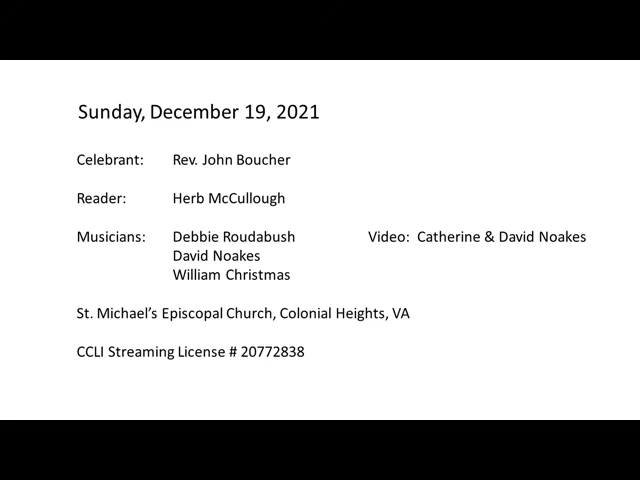 Sunday, December 19, 2021
Celebrant: Rev. John Boucher
Reader: Herb McCullough
Musicians: Debbie Roudabush Video: Catherine & David Noakes
David Noakes
William Christmas
St. Michael’s Episcopal Church, Colonial Heights, VA
CCLI Streaming License # 20772838